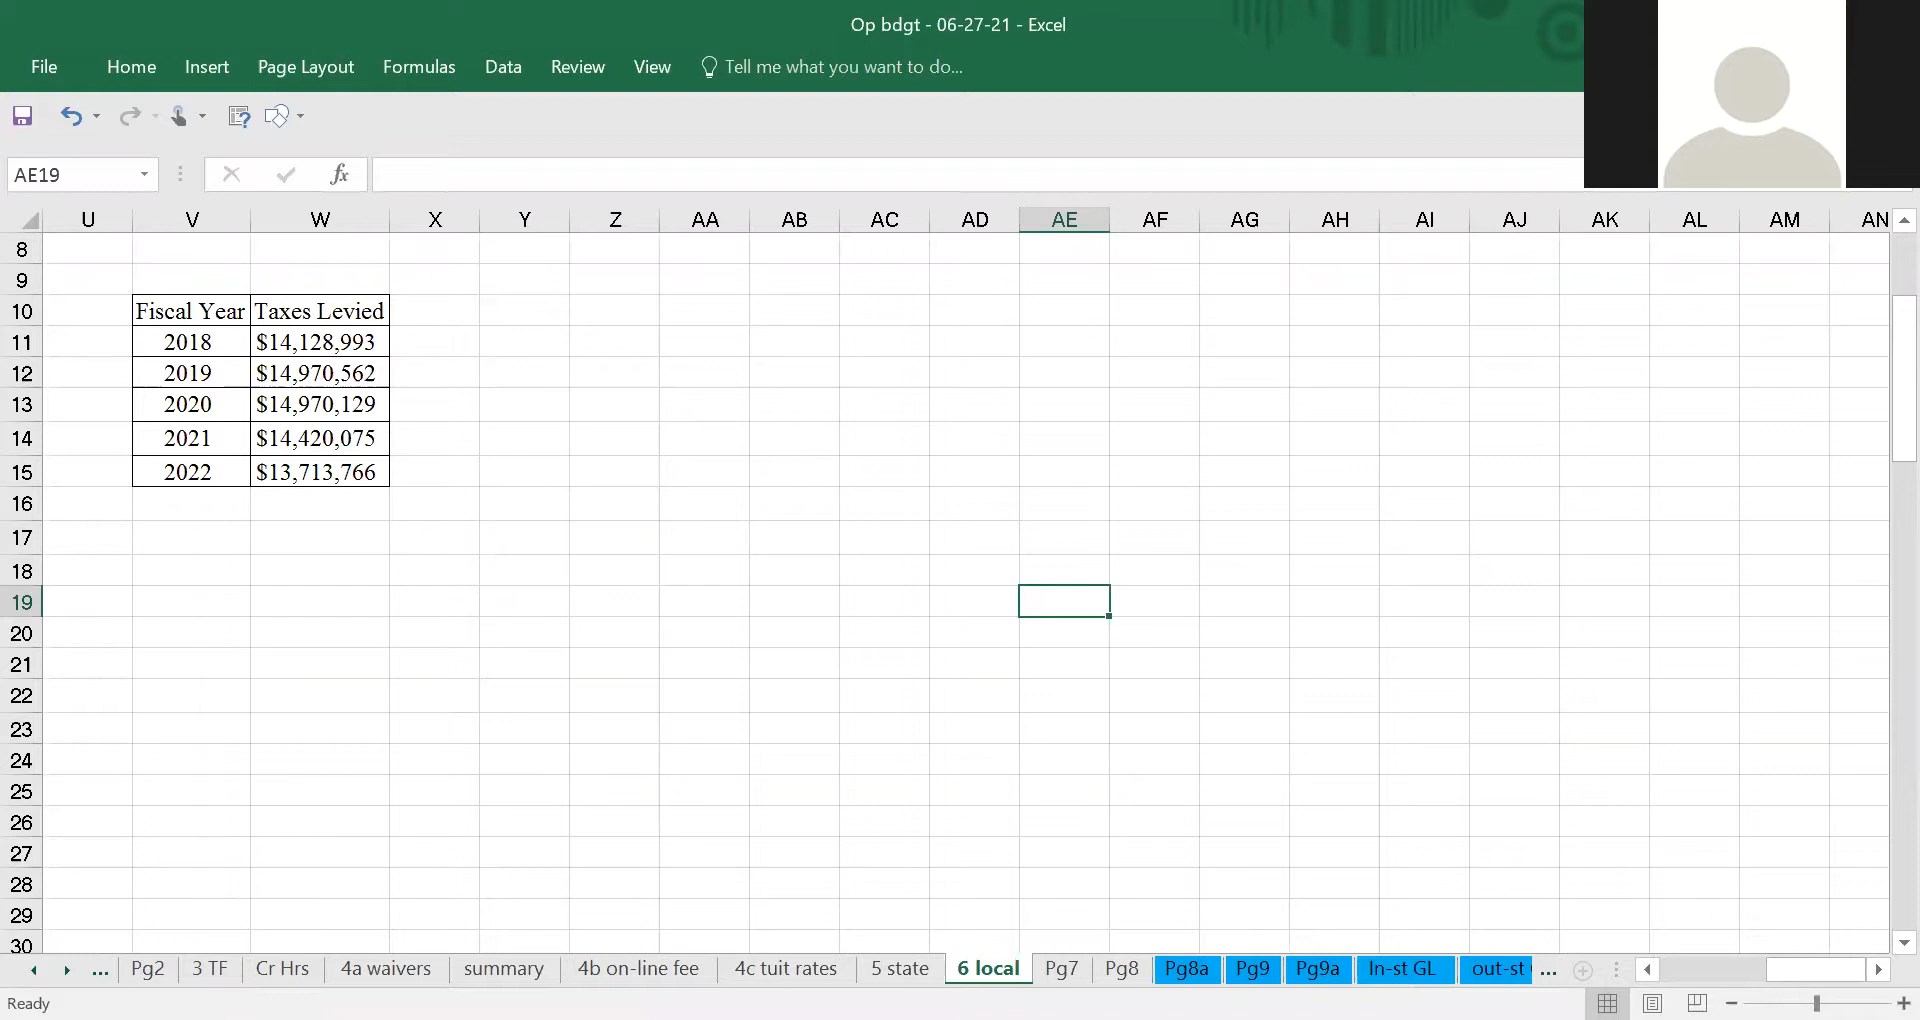 Op bdgt - 06-27-21 - Excel
File Home Insert Page Layout Formulas Data Review View Tell me what you want to do...
AE19 fx
U V W X Y Z AA AB AC AD AE AF AG AH AI AJ AK AL AM AN
8
9
10 Fiscal Year Taxes Levied
11 2018 $14,128,993
12 2019 $14,970,562
13 2020 $14,970,129
14 2021 $14,420,075
15 2022 $13,713,766
16
17
18
19
20
21
22
23
24
25
26
27
28
29
30
... Pg2 3 TF Cr Hrs 4a waivers summary 4b on-line fee 4c tuit rates 5 state 6 local Pg7 Pg8 Pg8a Pg9 Pg9a In-st GL out-st ...
Ready